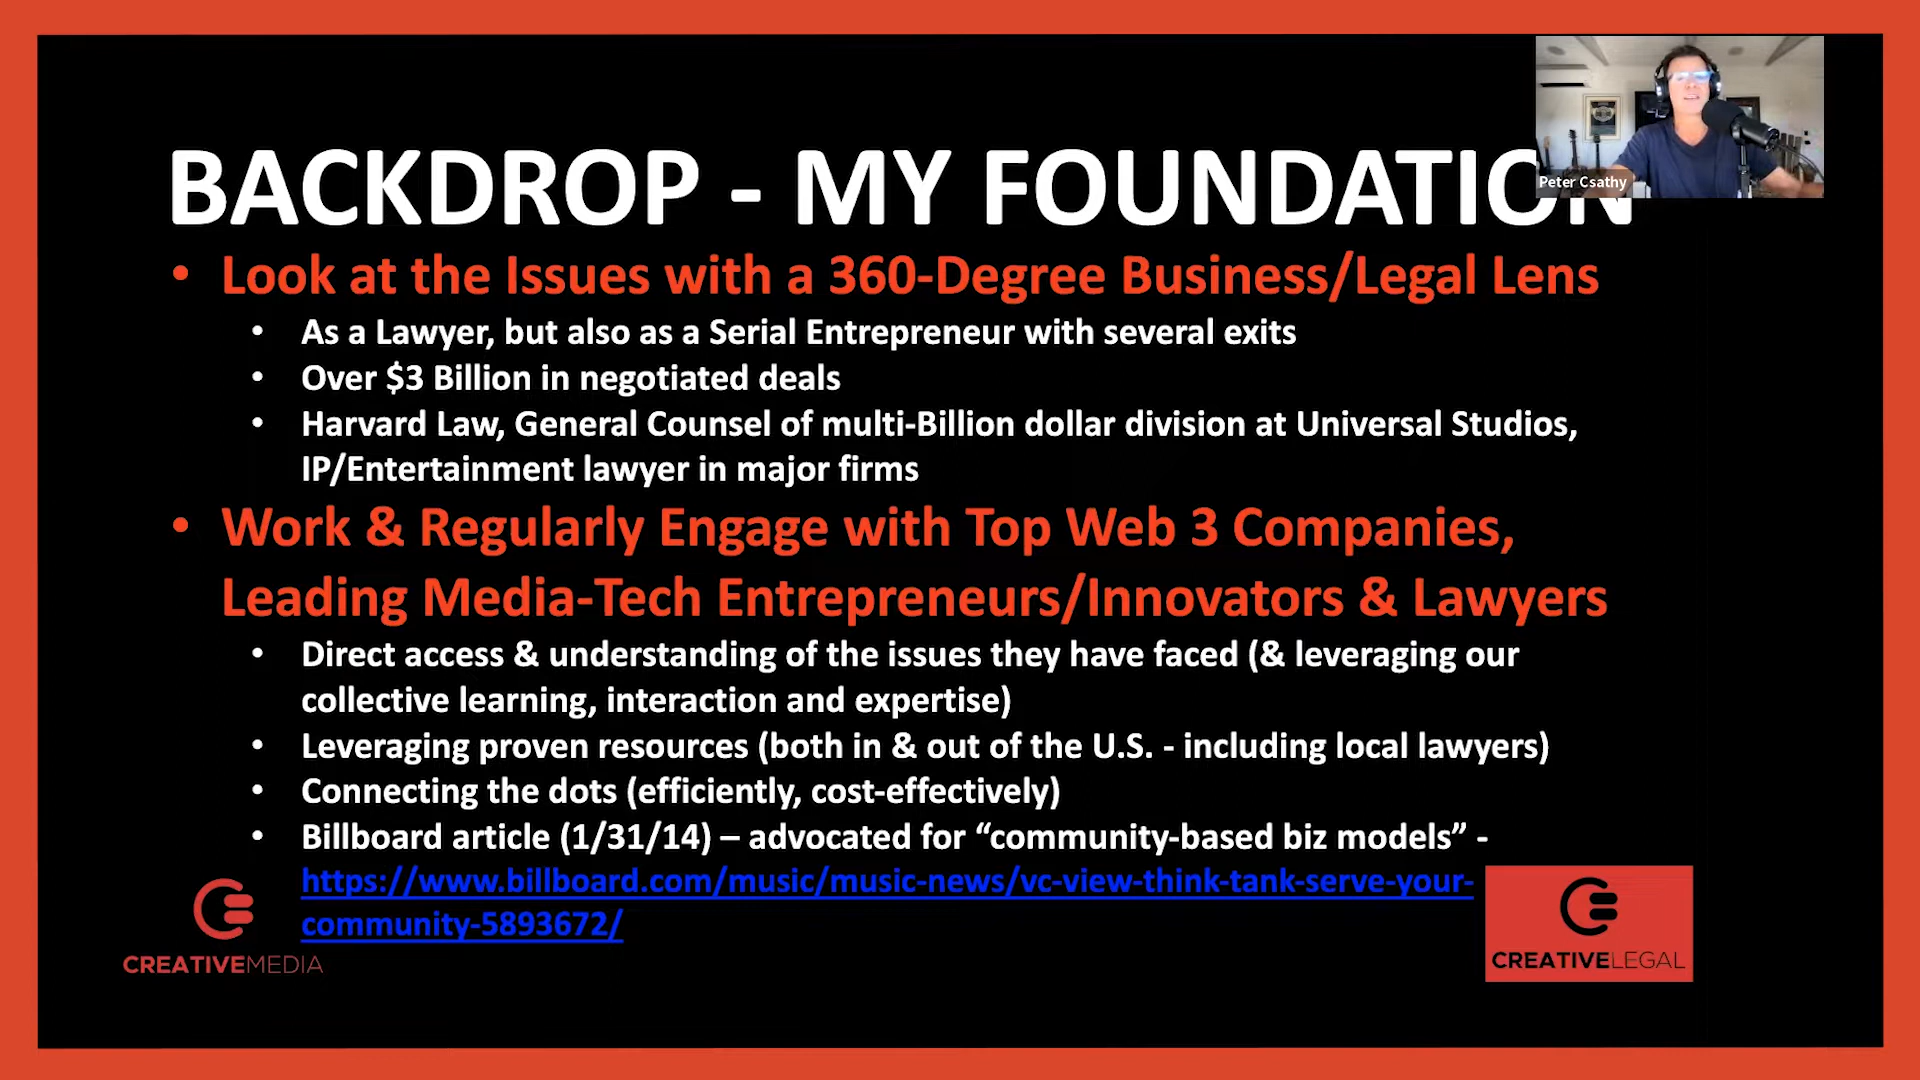 Peter Csathy
BACKDROP - MY FOUNDATION
• Look at the Issues with a 360-Degree Business/Legal Lens
• As a Lawyer, but also as a Serial Entrepreneur with several exits
• Over $3 Billion in negotiated deals
• Harvard Law, General Counsel of multi-Billion dollar division at Universal Studios,
IP/Entertainment lawyer in major firms
• Work & Regularly Engage with Top Web 3 Companies,
Leading Media-Tech Entrepreneurs/Innovators & Lawyers
• Direct access & understanding of the issues they have faced (& leveraging our
collective learning, interaction and expertise)
• Leveraging proven resources (both in & out of the U.S. - including local lawyers)
• Connecting the dots (efficiently, cost-effectively)
• Billboard article (1/31/14) – advocated for “community-based biz models” -
https://www.billboard.com/music/music-news/vc-view-think-tank-serve-your-
community-5893672/
CREATIVEMEDIA
CREATIVELEGAL